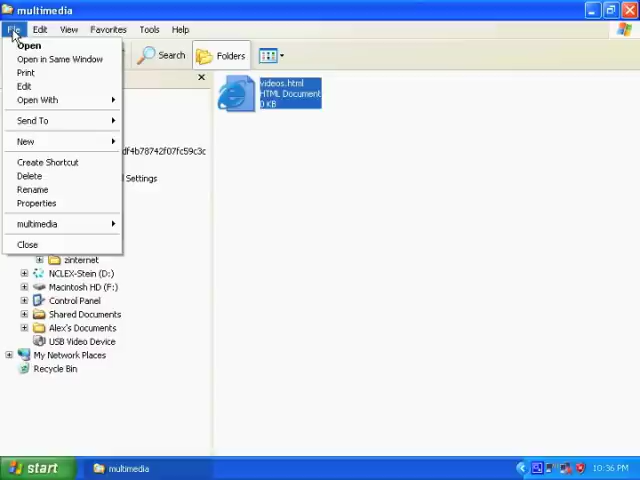 multimedia
File Edit View Favorites Tools Help
Open
Open in Same Window
Print
Edit
Open With
Send To
New
Create Shortcut
Delete
Rename
Properties
multimedia
Close
Search
Folders
df4b78742f07fc59c3c
Settings
zinternet
NCLEX-Stein (D:)
Macintosh HD (F:)
Control Panel
Shared Documents
Alex's Documents
USB Video Device
My Network Places
Recycle Bin
videos.html
HTML Document
0 KB
start
multimedia
10:36 PM